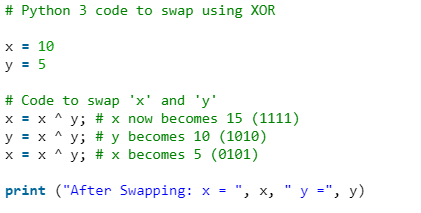 # Python 3 code to swap using XOR
x = 10
y = 5
# Code to swap 'x' and 'y'
x = x ^ y; # x now becomes 15 (1111)
y = x ^ y; # y becomes 10 (1010)
x = x ^ y; # x becomes 5 (0101)
print ("After Swapping: x = ", x, " y =", y)